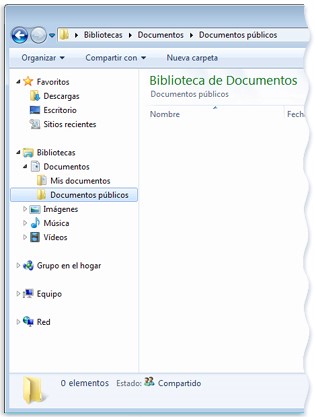 Bibliotecas Documentos Documentos públicos
Organizar Compartir con Nueva carpeta
Favoritos
Descargas
Escritorio
Sitios recientes
Bibliotecas
Documentos
Mis documentos
Documentos públicos
Imágenes
Música
Vídeos
Grupo en el hogar
Equipo
Red
Biblioteca de Documentos
Documentos públicos
Nombre Fech
0 elementos Estado: Compartido